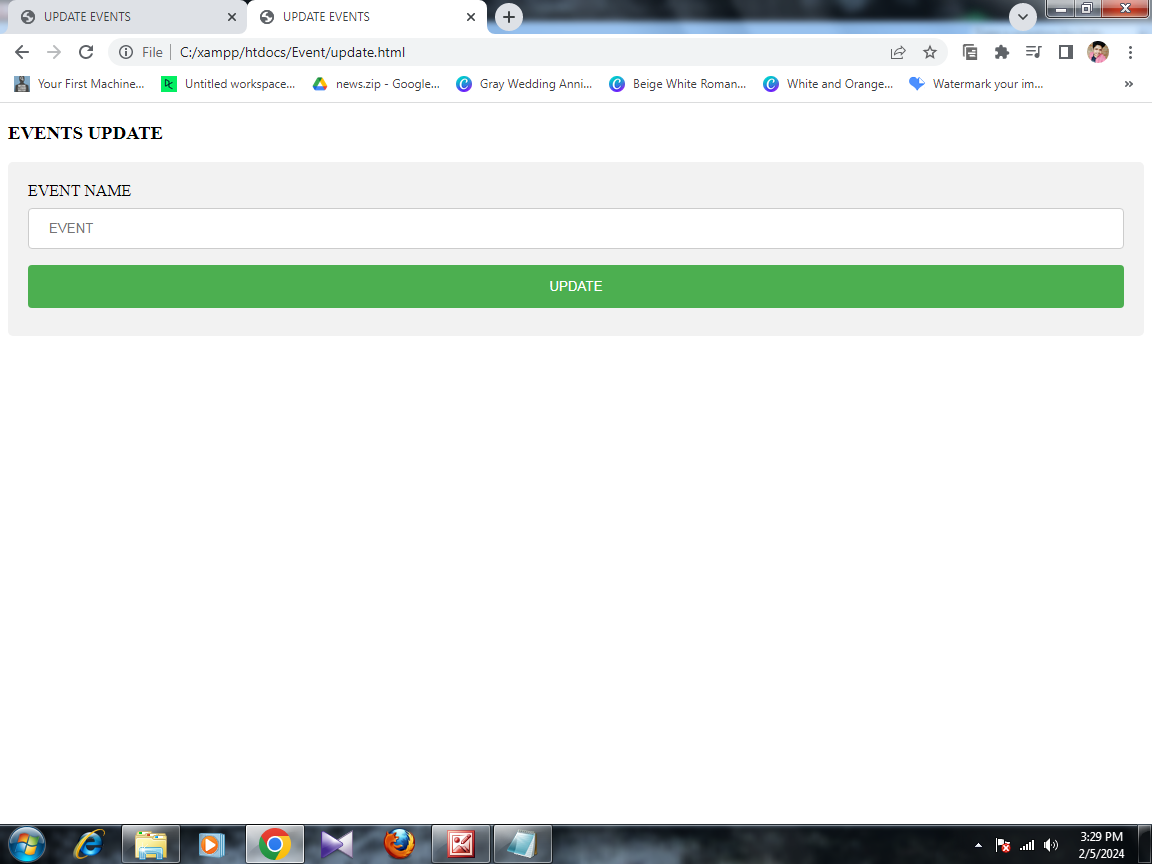 UPDATE EVENTS
UPDATE EVENTS
File | C:/xampp/htdocs/Event/update.html
Your First Machine... Untitled workspace... news.zip - Google... Gray Wedding Anni... Beige White Roman... White and Orange... Watermark your im... »
EVENTS UPDATE
EVENT NAME
EVENT
UPDATE
3:29 PM
2/5/2024